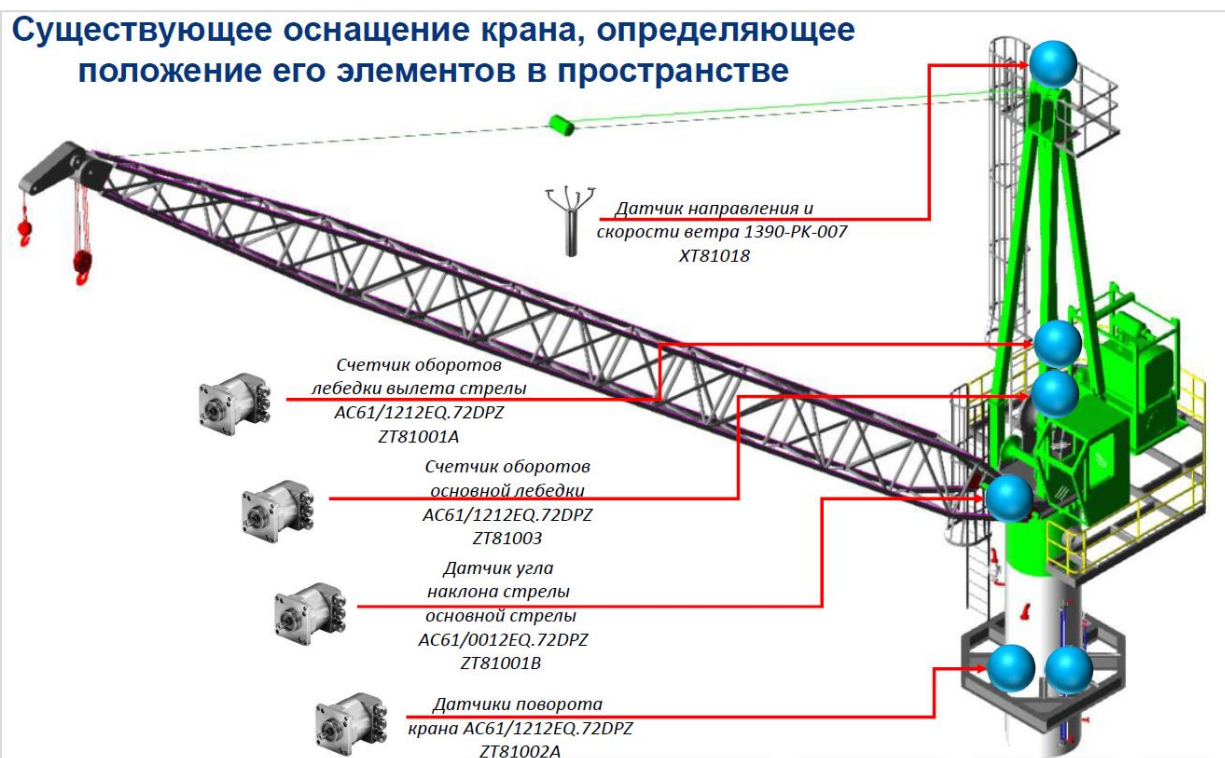 Существующее оснащение крана, определяющее
положение его элементов в пространстве
Датчик направления и
скорости ветра 1390-РК-007
XT81018
Счетчик оборотов
лебедки вылета стрелы
AC61/1212EQ.72DPZ
ZT81001A
Счетчик оборотов
основной лебедки
AC61/1212EQ.72DPZ
ZT81003
Датчик угла
наклона стрелы
основной стрелы
AC61/0012EQ.72DPZ
ZT81001B
Датчики поворота
крана AC61/1212EQ.72DPZ
ZT81002A